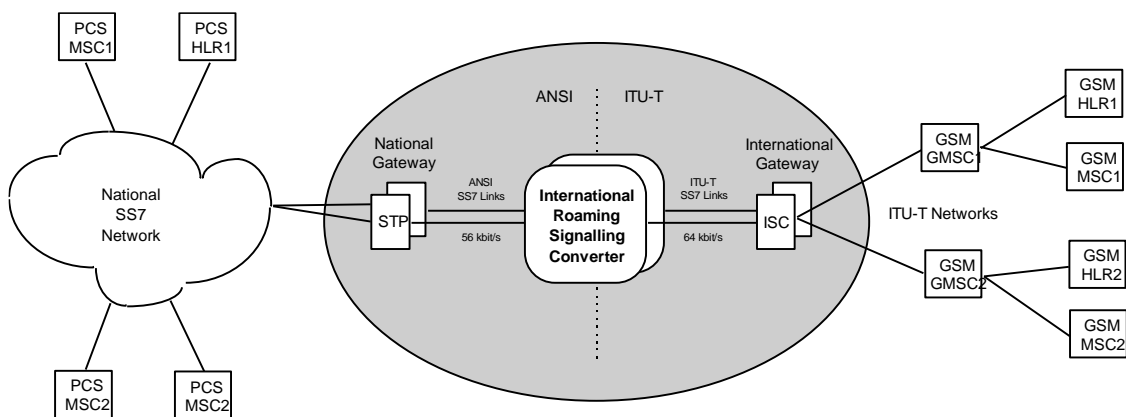 PCS
MSC1
PCS
HLR1
ANSI
ITU-T
GSM
HLR1
National
Gateway
International
Gateway
GSM
GMSC1
GSM
MSC1
National
SS7
Network
ANSI
SS7 Links
STP
56 kbit/s
International
Roaming
Signalling
Converter
ITU-T
SS7 Links
ISC
64 kbit/s
ITU-T Networks
GSM
GMSC2
GSM
HLR2
GSM
MSC2
PCS
MSC2
PCS
MSC2